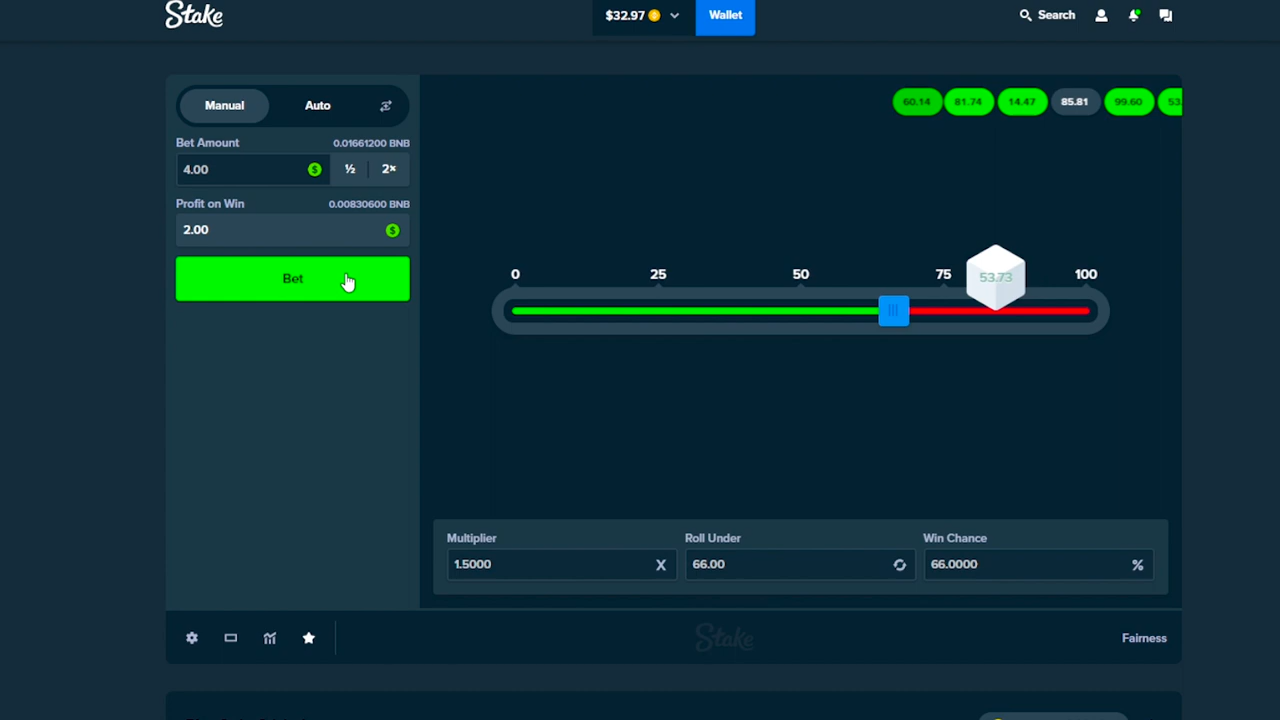 Stake
$32.97
Wallet
Search
Manual
Auto
60.14
81.74
14.47
85.81
99.60
53.
Bet Amount
0.01661200 BNB
4.00
½
2×
Profit on Win
0.00830600 BNB
2.00
Bet
0
25
50
75
100
53.73
Multiplier
Roll Under
Win Chance
1.5000
X
66.00
66.0000
%
Stake
Fairness